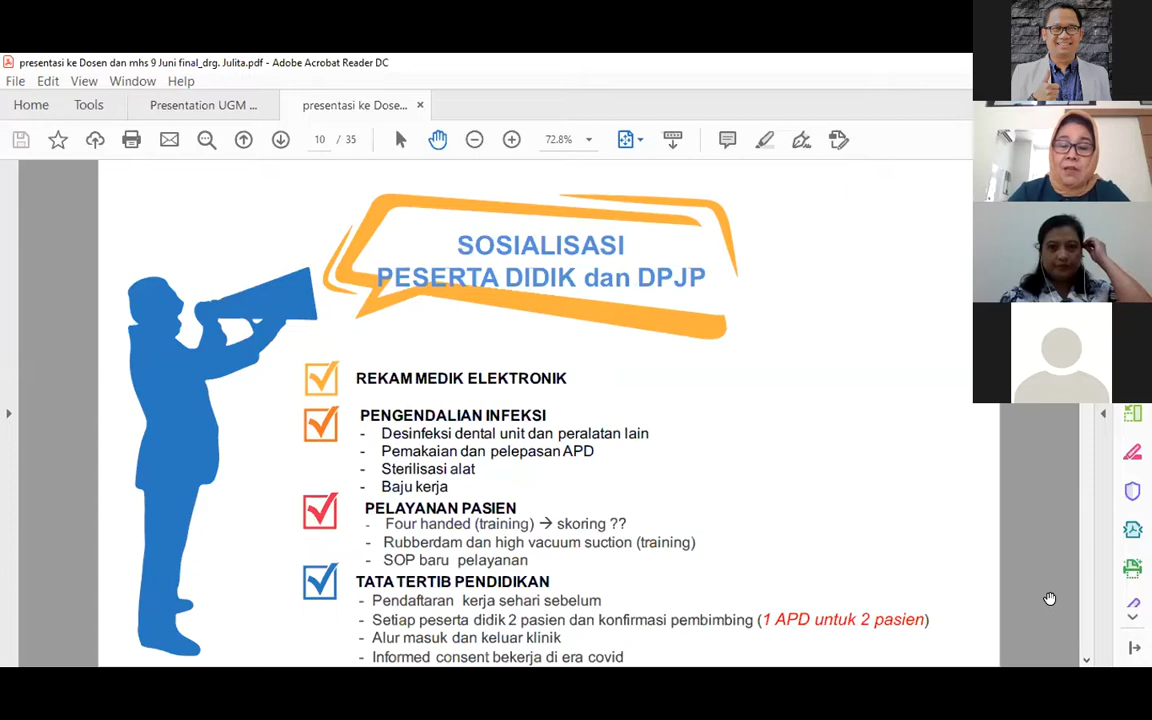 presentasi ke Dosen dan mhs 9 Juni final_drg. Julita.pdf - Adobe Acrobat Reader DC
File Edit View Window Help
Home Tools Presentation UGM ... presentasi ke Dose... ×
10 / 35 72.8%
SOSIALISASI
PESERTA DIDIK dan DPJP
REKAM MEDIK ELEKTRONIK
PENGENDALIAN INFEKSI
- Desinfeksi dental unit dan peralatan lain
- Pemakaian dan pelepasan APD
- Sterilisasi alat
- Baju kerja
PELAYANAN PASIEN
- Four handed (training) → skoring ??
- Rubberdam dan high vacuum suction (training)
- SOP baru pelayanan
TATA TERTIB PENDIDIKAN
- Pendaftaran kerja sehari sebelum
- Setiap peserta didik 2 pasien dan konfirmasi pembimbing (1 APD untuk 2 pasien)
- Alur masuk dan keluar klinik
- Informed consent bekerja di era covid